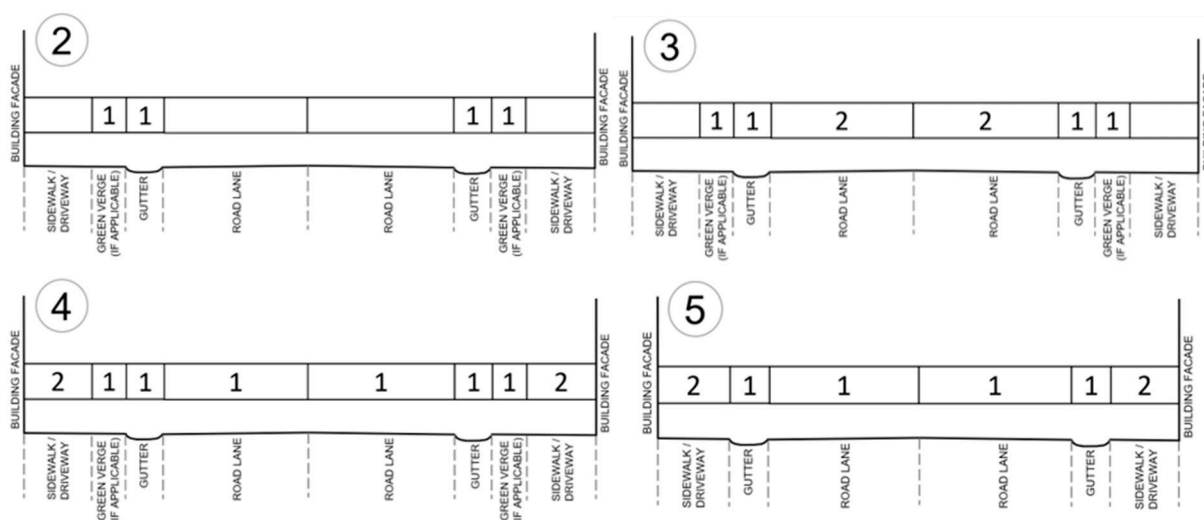 2
BUILDING FACADE
1 1 1 1
BUILDING FACADE
SIDEWALK /
DRIVEWAY
GREEN VERGE
(IF APPLICABLE)
GUTTER
ROAD LANE
ROAD LANE
GUTTER
GREEN VERGE
(IF APPLICABLE)
SIDEWALK /
DRIVEWAY
3
BUILDING FACADE
1 1 2 2 1 1
SIDEWALK /
DRIVEWAY
GREEN VERGE
(IF APPLICABLE)
GUTTER
ROAD LANE
ROAD LANE
GUTTER
GREEN VERGE
(IF APPLICABLE)
SIDEWALK /
DRIVEWAY
4
BUILDING FACADE
2 1 1 1 1 1 1 2
BUILDING FACADE
SIDEWALK /
DRIVEWAY
GREEN VERGE
(IF APPLICABLE)
GUTTER
ROAD LANE
ROAD LANE
GUTTER
GREEN VERGE
(IF APPLICABLE)
SIDEWALK /
DRIVEWAY
5
BUILDING FACADE
2 1 1 1 1 2
BUILDING FACADE
SIDEWALK /
DRIVEWAY
GUTTER
ROAD LANE
ROAD LANE
GUTTER
SIDEWALK /
DRIVEWAY